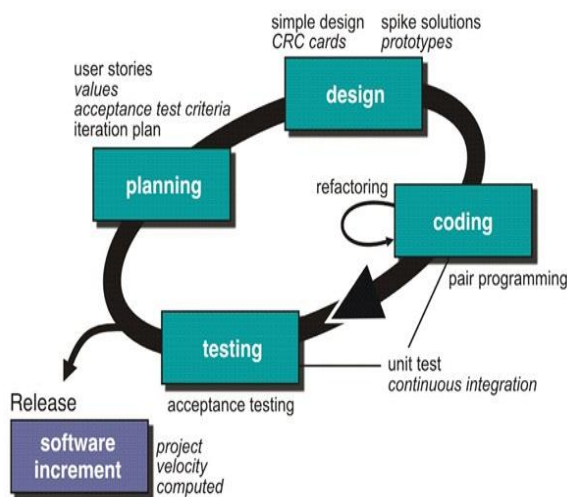 simple design
CRC cards
spike solutions
prototypes
user stories
values
acceptance test criteria
iteration plan
design
planning
refactoring
coding
pair programming
testing
unit test
continuous integration
acceptance testing
Release
software
increment
project
velocity
computed